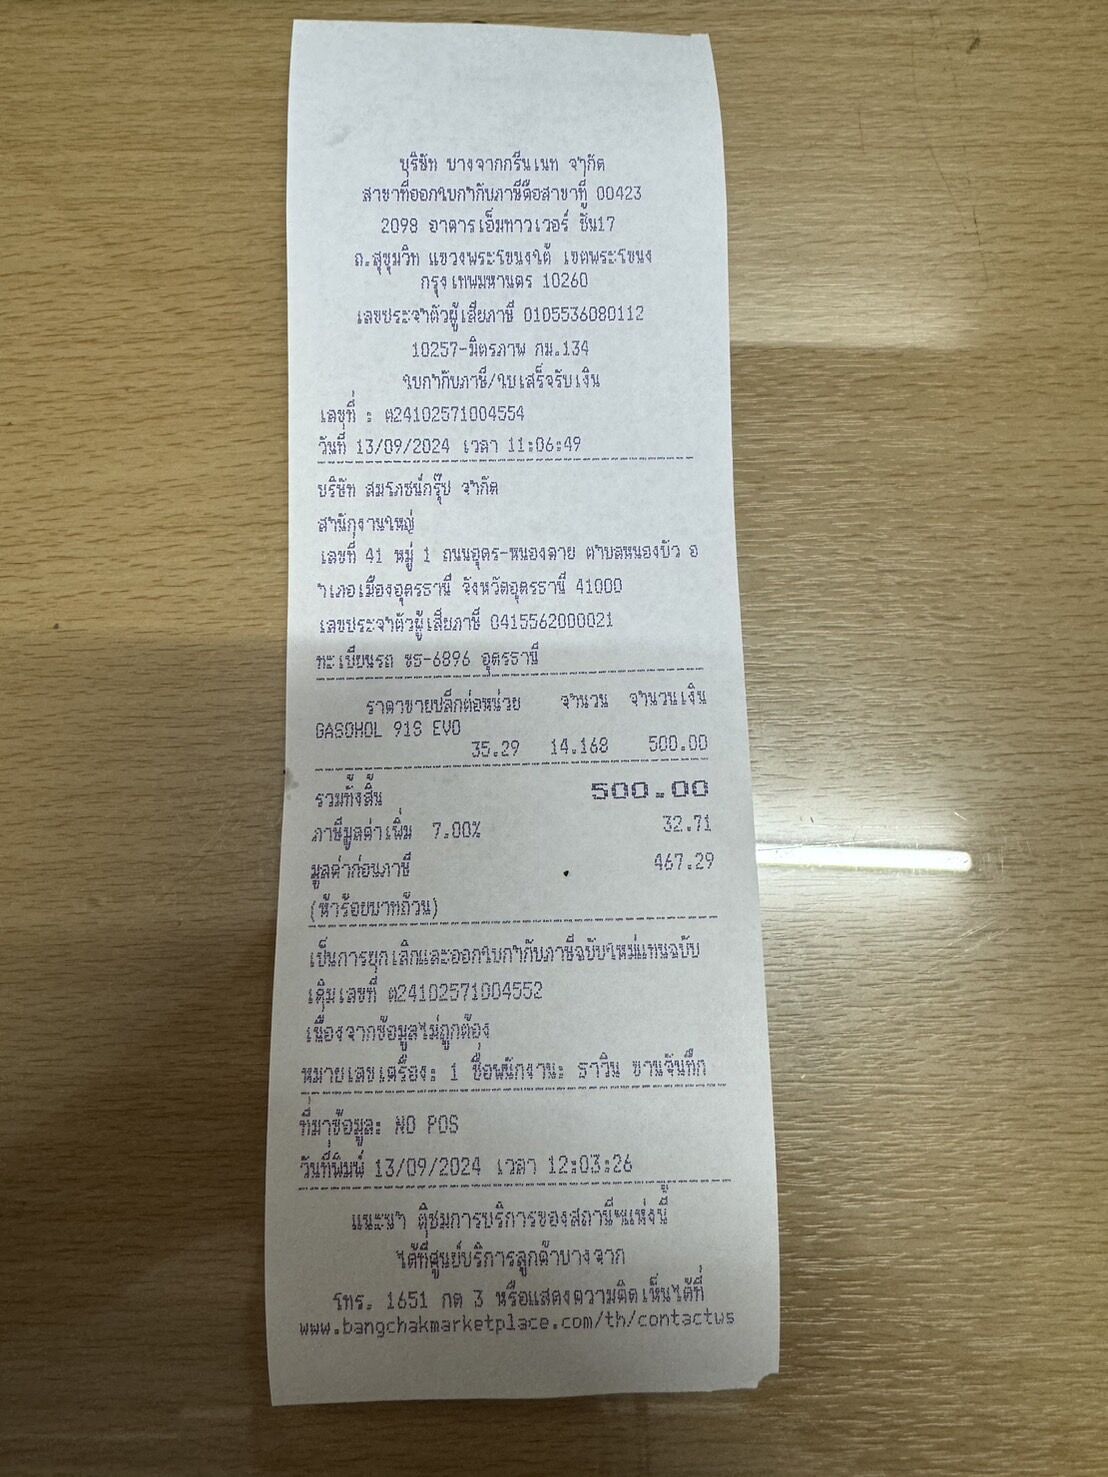 บริษัท บางจากกรีนเนท จำกัด
สาขาที่ออกใบกำกับภาษีคือสาขาที่ 00423
2098 อาคารเอ็มทาวเวอร์ ชั้น17
ถ.สุขุมวิท แขวงพระโขนงใต้ เขตพระโขนง
กรุงเทพมหานคร 10260
เลขประจำตัวผู้เสียภาษี 0105536080112
10257-มิตรภาพ กม.134
ใบกำกับภาษี/ใบเสร็จรับเงิน
เลขที่ : ต24102571004554
วันที่ 13/09/2024 เวลา 11:06:49
บริษัท สมโภชน์กรุ๊ป จำกัด
สำนักงานใหญ่
เลขที่ 41 หมู่ 1 ถนนอุดร-หนองคาย ตำบลหนองบัว อ
ำเภอเมืองอุดรธานี จังหวัดอุดรธานี 41000
เลขประจำตัวผู้เสียภาษี 0415562000021
ทะเบียนรถ ขธ-6896 อุดรธานี
ราคาขายปลีกต่อหน่วย จำนวน จำนวนเงิน
GASOHOL 91S EVO
35.29 14.168 500.00
รวมทั้งสิ้น 500.00
ภาษีมูลค่าเพิ่ม 7.00% 32.71
มูลค่าก่อนภาษี 467.29
(ห้าร้อยบาทถ้วน)
เป็นการยกเลิกและออกใบกำกับภาษีฉบับใหม่แทนฉบับ
เดิมเลขที่ ต24102571004552
เนื่องจากข้อมูลไม่ถูกต้อง
หมายเลขเครื่อง: 1 ชื่อพนักงาน: ธาวิน ขานจันทึก
ที่มาข้อมูล: NO POS
วันที่พิมพ์ 13/09/2024 เวลา 12:03:26
แนะนำ ติชมการบริการของสถานีฯแห่งนี้
ได้ที่ศูนย์บริการลูกค้าบางจาก
โทร. 1651 กด 3 หรือแสดงความคิดเห็นได้ที่
www.bangchakmarketplace.com/th/contactus